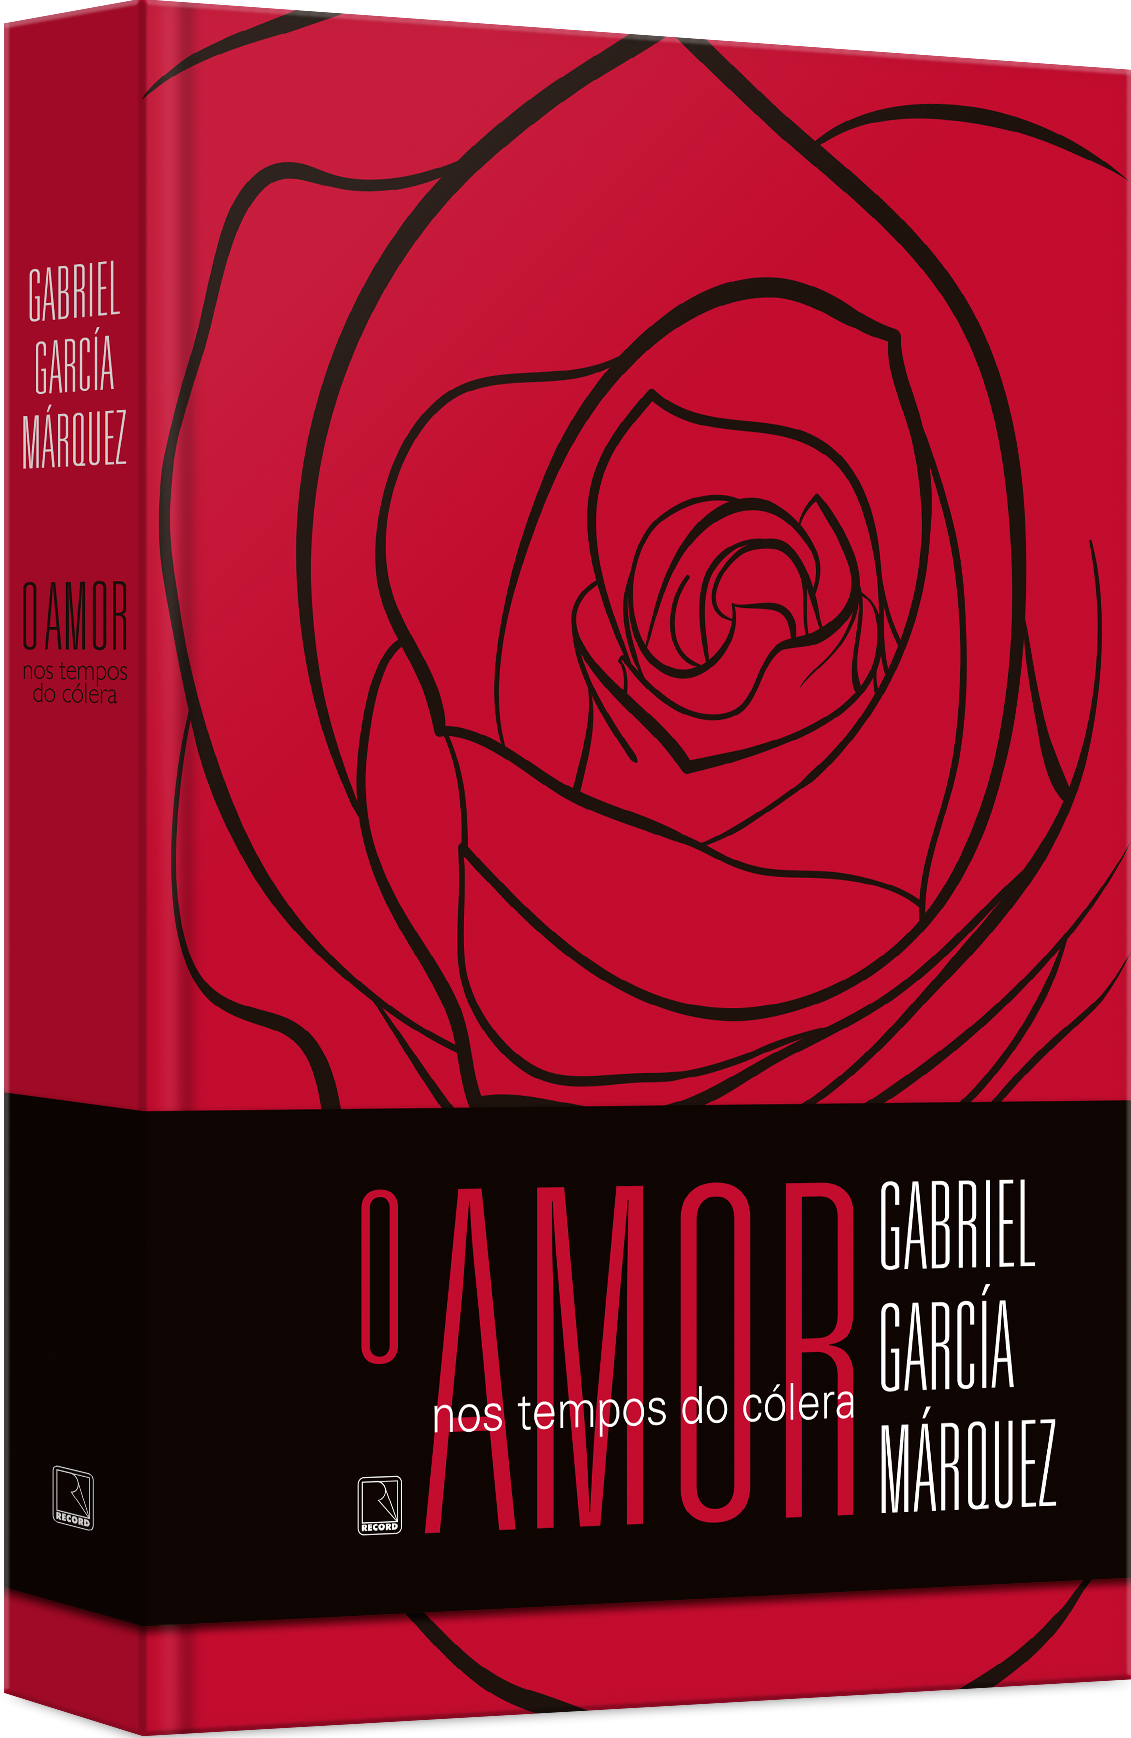 GABRIEL
GARCÍA
MÁRQUEZ
O AMOR
nos tempos
do cólera
RECORD
O AMOR
nos tempos do cólera
GABRIEL
GARCÍA
MÁRQUEZ
RECORD